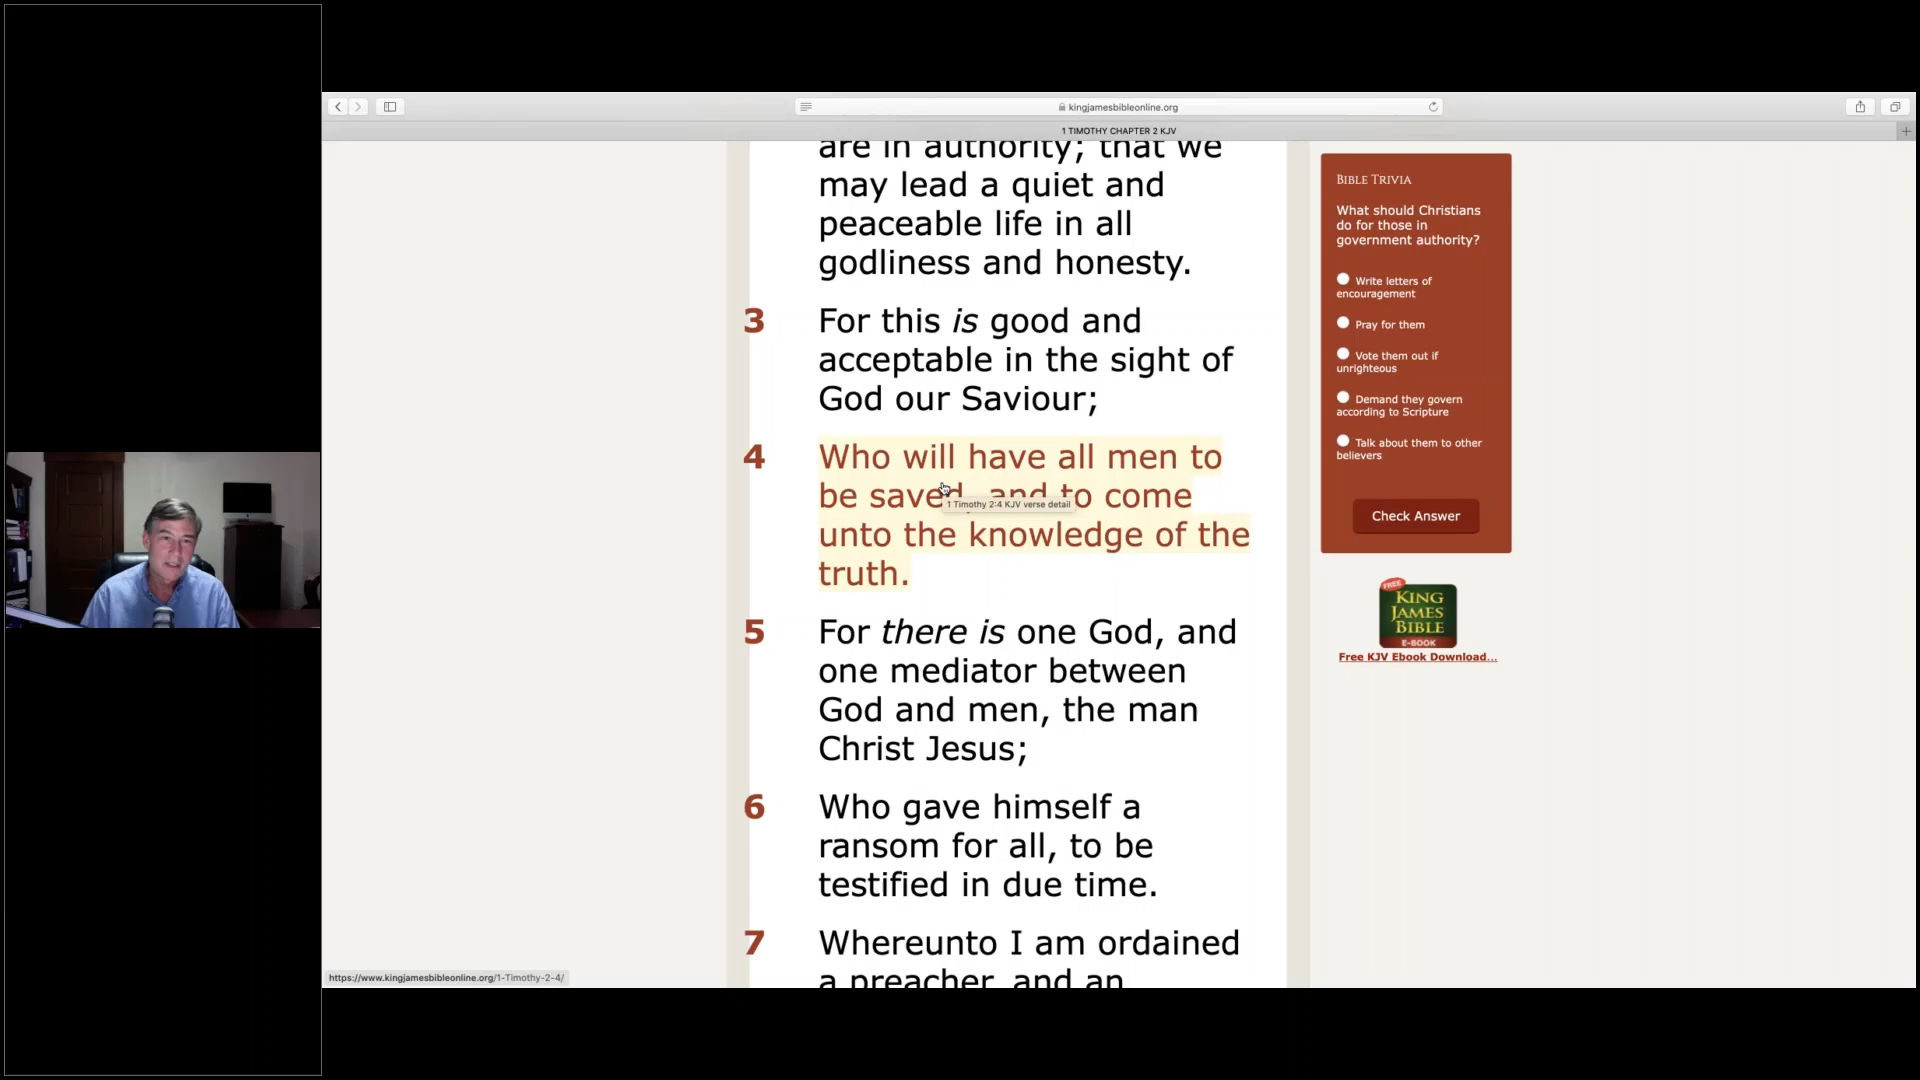 kingjamesbibleonline.org
1 TIMOTHY CHAPTER 2 KJV
are in authority; that we
may lead a quiet and
peaceable life in all
godliness and honesty.
3 For this is good and
acceptable in the sight of
God our Saviour;
4 Who will have all men to
be saved, and to come
1 Timothy 2:4 KJV verse detail
unto the knowledge of the
truth.
5 For there is one God, and
one mediator between
God and men, the man
Christ Jesus;
6 Who gave himself a
ransom for all, to be
testified in due time.
7 Whereunto I am ordained
a preacher, and an
https://www.kingjamesbibleonline.org/1-Timothy-2-4/
BIBLE TRIVIA
What should Christians
do for those in
government authority?
Write letters of
encouragement
Pray for them
Vote them out if
unrighteous
Demand they govern
according to Scripture
Talk about them to other
believers
Check Answer
FREE
KING
JAMES
BIBLE
E-BOOK
Free KJV Ebook Download...